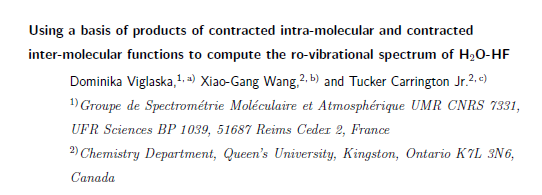 Using a basis of products of contracted intra-molecular and contracted
inter-molecular functions to compute the ro-vibrational spectrum of H₂O-HF
Dominika Viglaska,¹, ᵃ⁾ Xiao-Gang Wang,², ᵇ⁾ and Tucker Carrington Jr.², ᶜ⁾
¹⁾ Groupe de Spectrométrie Moléculaire et Atmosphérique UMR CNRS 7331,
UFR Sciences BP 1039, 51687 Reims Cedex 2, France
²⁾ Chemistry Department, Queen's University, Kingston, Ontario K7L 3N6,
Canada